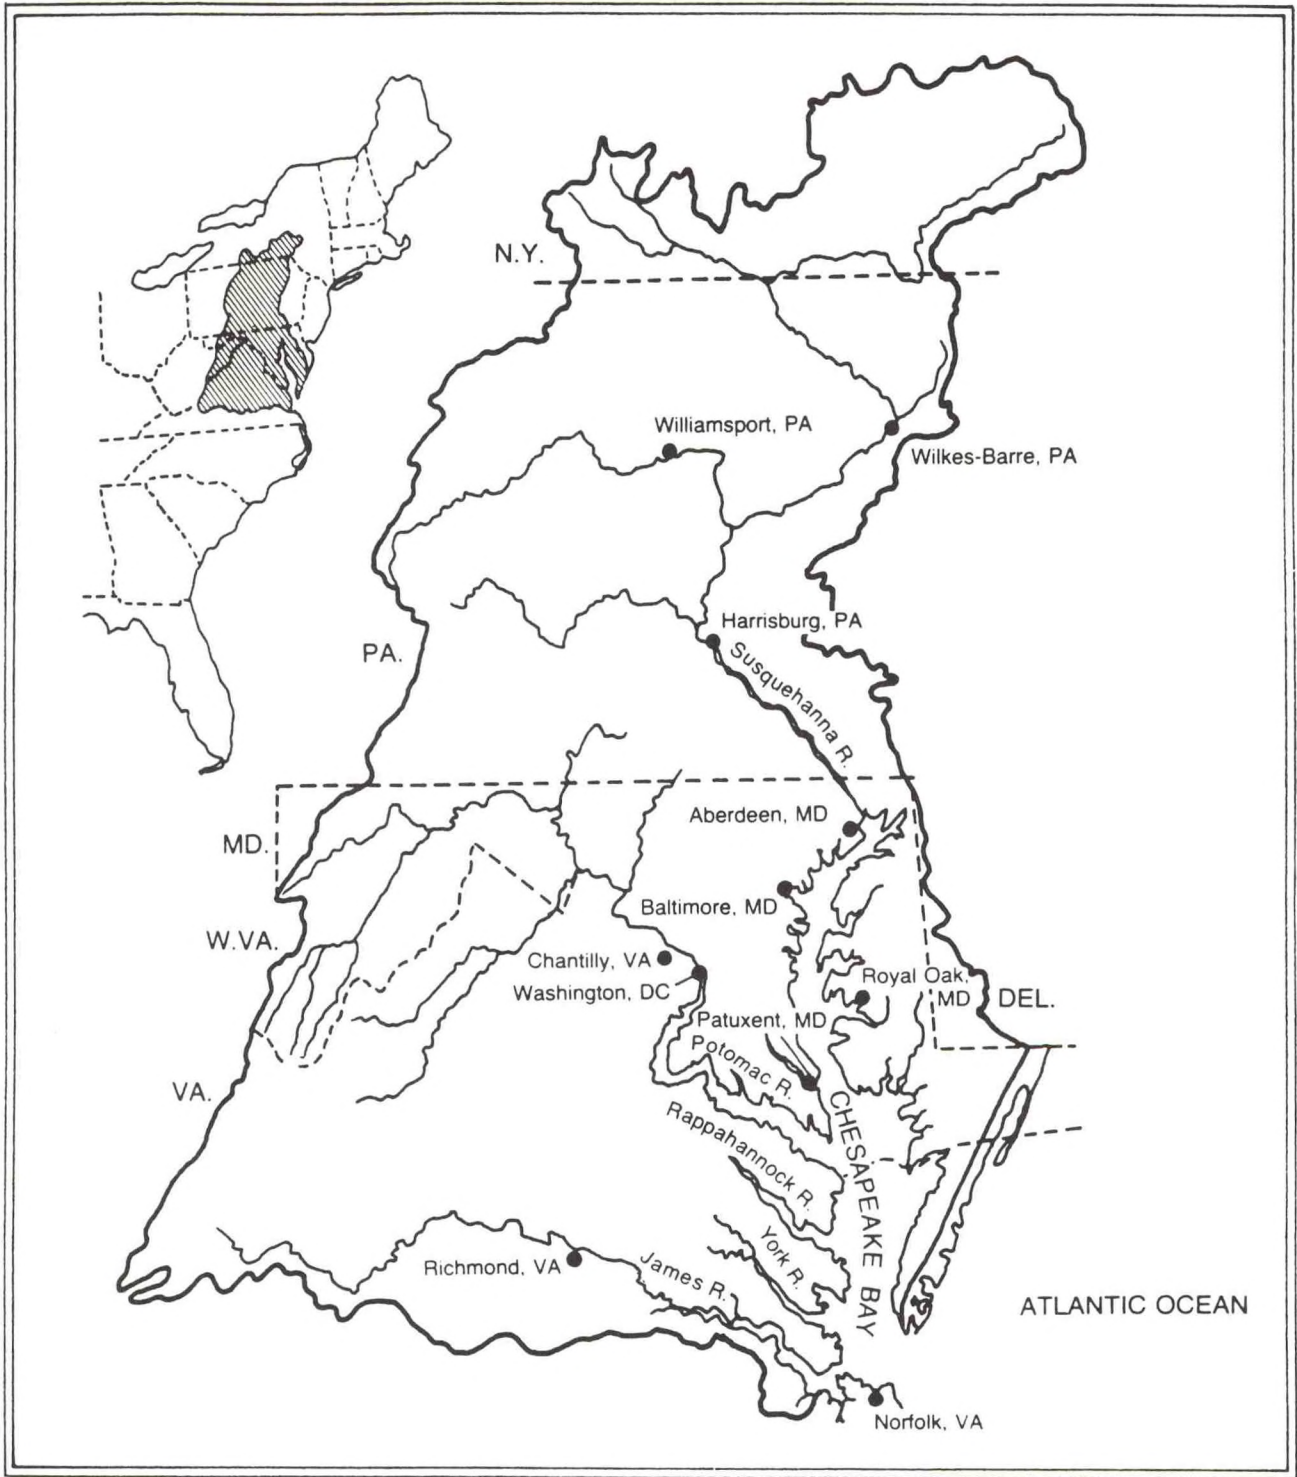 N.Y.
Williamsport, PA
Wilkes-Barre, PA
Harrisburg, PA
Susquehanna R.
PA.
Aberdeen, MD
MD.
Baltimore, MD
W.VA.
Chantilly, VA
Washington, DC
Royal Oak,
MD
DEL.
Patuxent, MD
Potomac R.
VA.
CHESAPEAKE BAY
Rappahannock R.
York R.
James R.
Richmond, VA
ATLANTIC OCEAN
Norfolk, VA